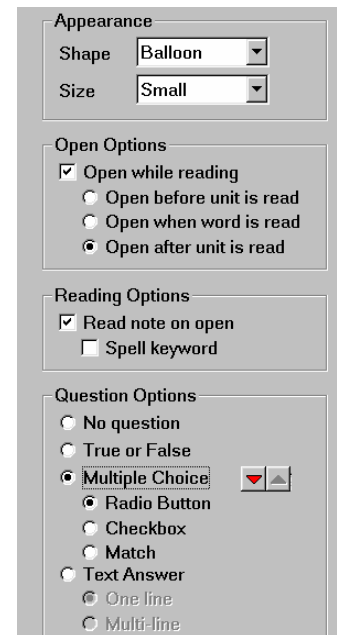 Appearance
Shape Balloon
Size Small
Open Options
Open while reading
Open before unit is read
Open when word is read
Open after unit is read
Reading Options
Read note on open
Spell keyword
Question Options
No question
True or False
Multiple Choice
Radio Button
Checkbox
Match
Text Answer
One line
Multi-line